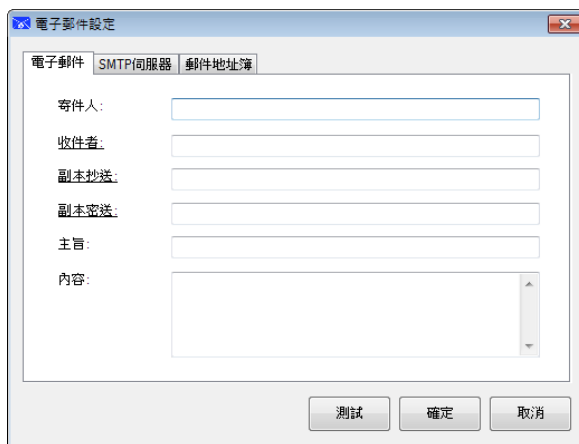 電子郵件設定
電子郵件 SMTP伺服器 郵件地址簿
寄件人:
收件者:
副本抄送:
副本密送:
主旨:
內容:
測試 確定 取消